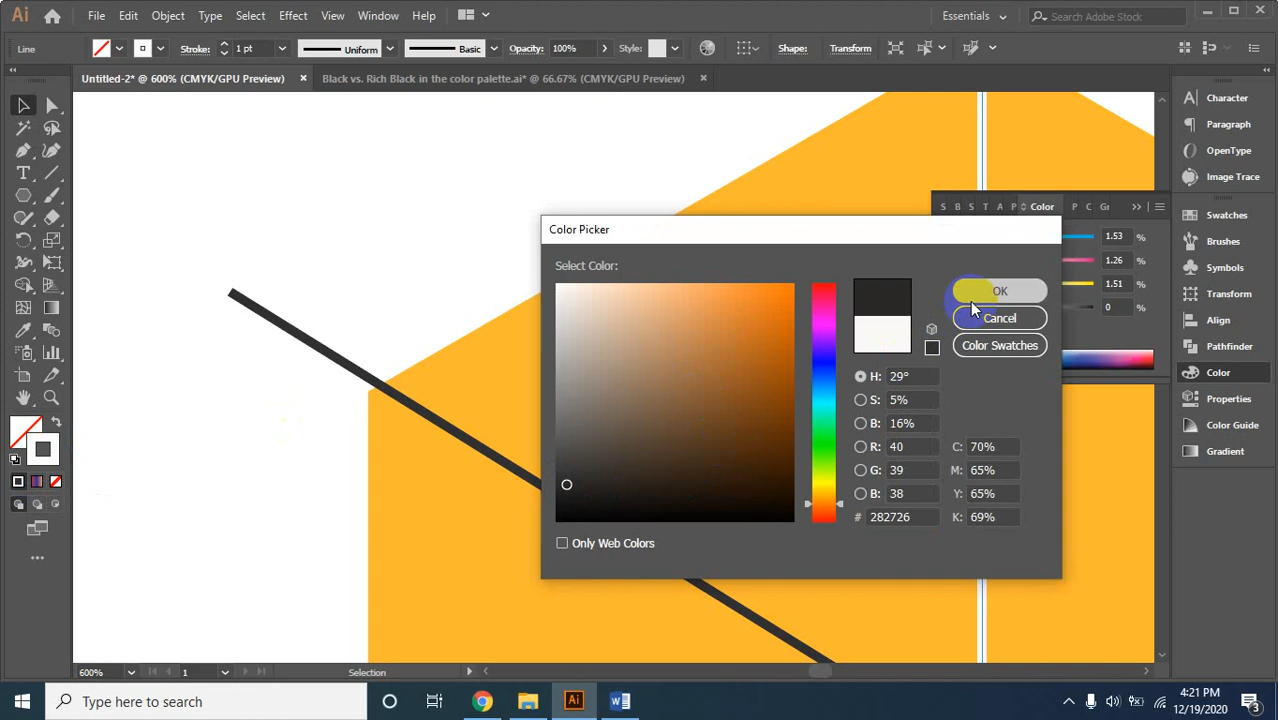 Ai File Edit Object Type Select Effect View Window Help Essentials Search Adobe Stock
Line Stroke: 1 pt Uniform Basic Opacity: 100% Style: Shape: Transform
Untitled-2* @ 600% (CMYK/GPU Preview) × Black vs. Rich Black in the color palette.ai* @ 66.67% (CMYK/GPU Preview) ×
Character
Paragraph
OpenType
Image Trace
Swatches
Brushes
Symbols
Transform
Align
Pathfinder
Color
Properties
Color Guide
Gradient
S B S T A P Color P C Gr
1.53 %
1.26 %
1.51 %
0 %
Color Picker
Select Color:
OK
Cancel
Color Swatches
H: 29°
S: 5%
B: 16%
R: 40 C: 70%
G: 39 M: 65%
B: 38 Y: 65%
# 282726 K: 69%
Only Web Colors
600% 1 Selection
Type here to search
4:21 PM
12/19/2020
3